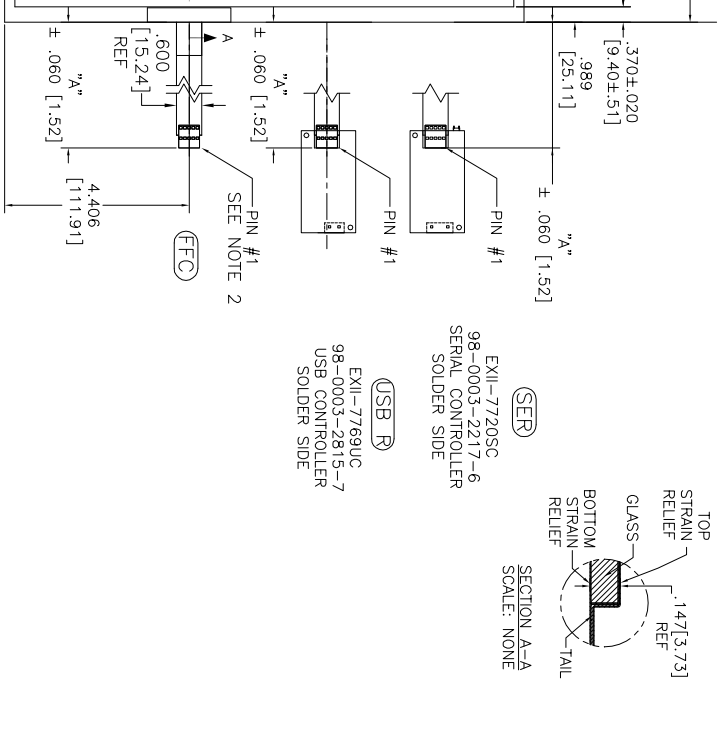 .370±.020
[9.40±.51]
.989
[25.11]
"A"
± .060 [1.52]
PIN #1
"A"
± .060 [1.52]
PIN #1
A
.600
[15.24]
REF
"A"
± .060 [1.52]
PIN #1
SEE NOTE 2
4.406
[111.91]
FFC
SER
EXII-7720SC
98-0003-2217-6
SERIAL CONTROLLER
SOLDER SIDE
USB R
EXII-7769UC
98-0003-2815-7
USB CONTROLLER
SOLDER SIDE
TOP
STRAIN
RELIEF
GLASS
BOTTOM
STRAIN
RELIEF
.147[3.73]
REF
TAIL
SECTION A-A
SCALE: NONE